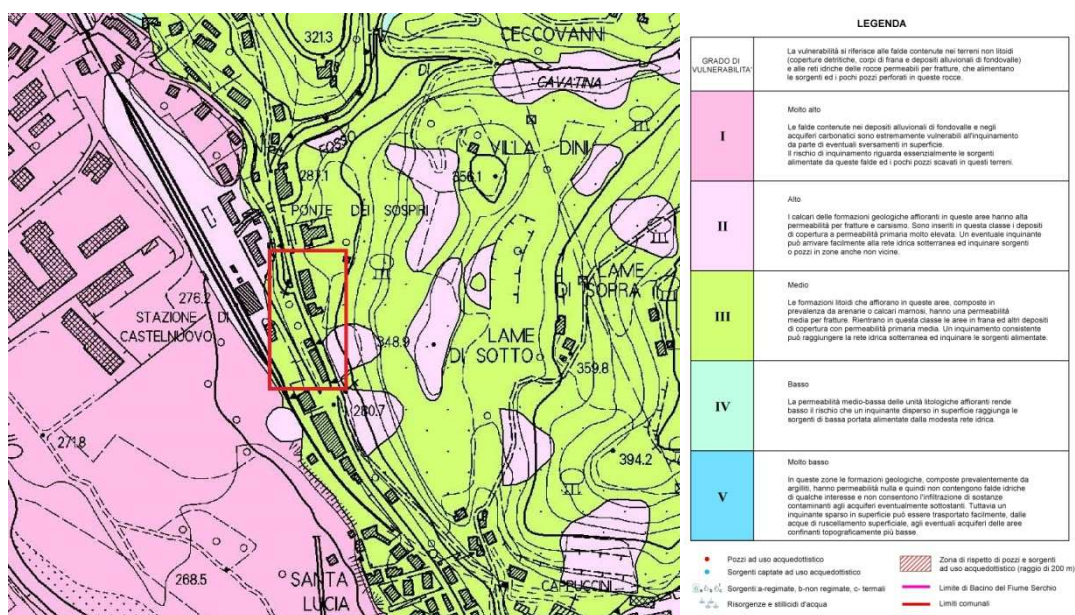 321.3
CECCOVANNI
DI
CAVATINA
FOSSO
VILLA DINI
281.1
356.1
PONTE DEI SOSPIRI
LAME
DI SOPRA
276.2
STAZIONE DI
CASTELNUOVO
348.9
LAME
DI SOTTO
359.8
280.7
271.8
394.2
268.5
SANTA
LUCIA
CAPPUCCINI
LEGENDA
GRADO DI
VULNERABILITA'
La vulnerabilità si riferisce alle falde contenute nei terreni non litoidi
(coperture detritiche, corpi di frana e depositi alluvionali di fondovalle)
e alle reti idriche delle rocce permeabili per fratture, che alimentano
le sorgenti ed i pochi pozzi perforati in queste rocce.
I
Molto alto
Le falde contenute nei depositi alluvionali di fondovalle e negli
acquiferi carbonatici sono estremamente vulnerabili all'inquinamento
da parte di eventuali sversamenti in superficie.
Il rischio di inquinamento riguarda essenzialmente le sorgenti
alimentate da queste falde ed i pochi pozzi scavati in questi terreni.
II
Alto
I calcari delle formazioni geologiche affioranti in queste aree hanno alta
permeabilità per fratture e carsismo. Sono inseriti in questa classe i depositi
di copertura a permeabilità primaria molto elevata. Un eventuale inquinante
può arrivare facilmente alla rete idrica sotterranea ed inquinare sorgenti
o pozzi in zone anche non vicine.
III
Medio
Le formazioni litoidi che affiorano in queste aree, composte in
prevalenza da arenarie o calcari marnosi, hanno una permeabilità
media per fratture. Rientrano in questa classe le aree in frana ed altri depositi
di copertura con permeabilità primaria media. Un inquinamento consistente
può raggiungere la rete idrica sotterranea ed inquinare le sorgenti alimentate.
IV
Basso
La permeabilità medio-bassa delle unità litologiche affioranti rende
basso il rischio che un inquinante disperso in superficie raggiunga le
sorgenti di bassa portata alimentate dalla modesta rete idrica.
V
Molto basso
In queste zone le formazioni geologiche, composte prevalentemente da
argilliti, hanno permeabilità nulla e quindi non contengono falde idriche
di qualche interesse e non consentono l'infiltrazione di sostanze
contaminanti agli acquiferi eventualmente sottostanti. Tuttavia un
inquinante sparso in superficie può essere trasportato facilmente, dalle
acque di ruscellamento superficiale, agli eventuali acquiferi delle aree
confinanti topograficamente più basse.
Pozzi ad uso acquedottistico
Sorgenti captate ad uso acquedottistico
Sorgenti a-regimate, b-non regimate, c- termali
Risorgenze e stillicidi d'acqua
Zona di rispetto di pozzi e sorgenti
ad uso acquedottistico (raggio di 200 m)
Limite di Bacino del Fiume Serchio
Limiti comunali